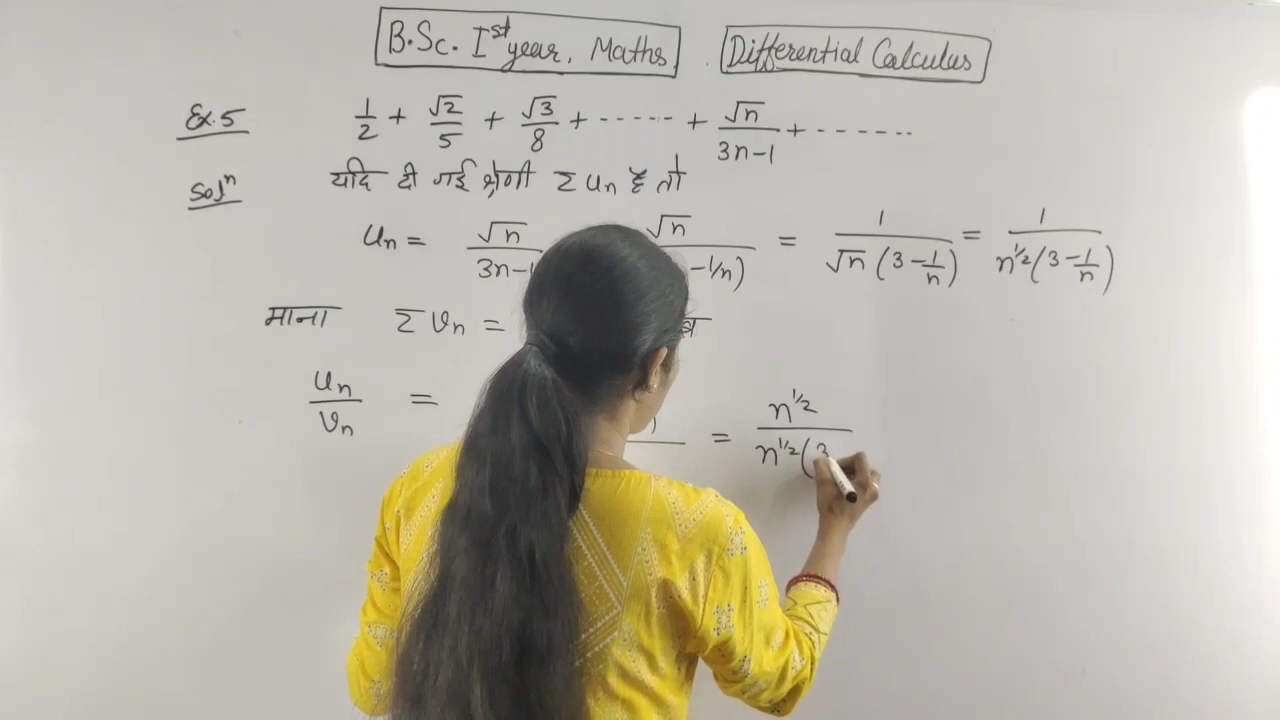 B.Sc. Ist year, Maths Differential Calculus
Ex.5 1/2 + √2/5 + √3/8 + ------ + √n/3n-1 + -------
Solⁿ यदि दी गई श्रेणी Σ un है तो
un = √n/3n-1 √n/-1/n) = 1/√n (3 - 1/n) = 1/n^1/2 (3 - 1/n)
माना Σ vn =
un/vn = = n^1/2/n^1/2 (3